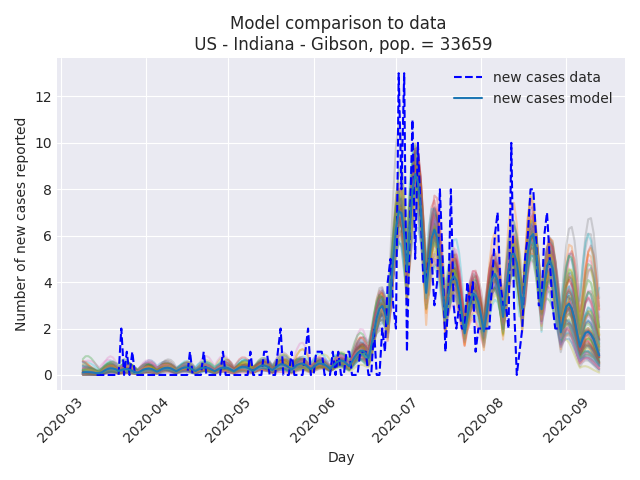 Model comparison to data
US - Indiana - Gibson, pop. = 33659
new cases data
new cases model
Number of new cases reported
12
10
8
6
4
2
0
2020-03
2020-04
2020-05
2020-06
2020-07
2020-08
2020-09
Day